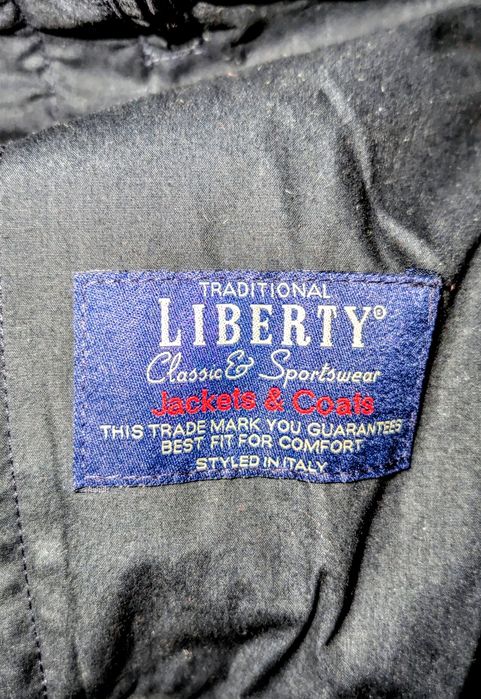 TRADITIONAL
LIBERTY®
Classic & Sportswear
Jackets & Coats
THIS TRADE MARK YOU GUARANTEES
BEST FIT FOR COMFORT
STYLED IN ITALY